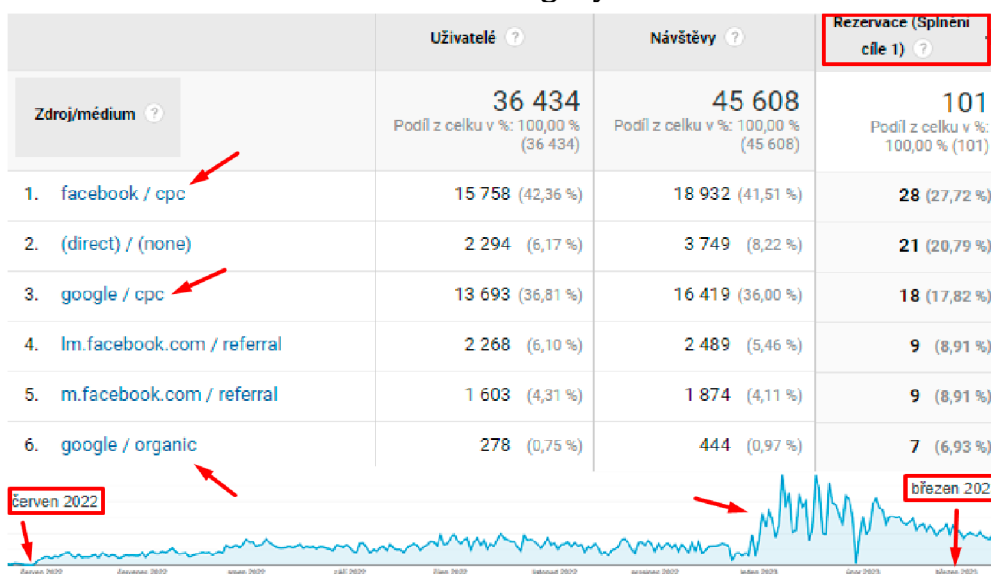 Uživatelé ?
Návštěvy ?
Rezervace (Splnění
cíle 1) ?
Zdroj/médium ?
36 434
Podíl z celku v %: 100,00 %
(36 434)
45 608
Podíl z celku v %: 100,00 %
(45 608)
101
Podíl z celku v %:
100,00 % (101)
1. facebook / cpc 15 758 (42,36 %) 18 932 (41,51 %) 28 (27,72 %)
2. (direct) / (none) 2 294 (6,17 %) 3 749 (8,22 %) 21 (20,79 %)
3. google / cpc 13 693 (36,81 %) 16 419 (36,00 %) 18 (17,82 %)
4. lm.facebook.com / referral 2 268 (6,10 %) 2 489 (5,46 %) 9 (8,91 %)
5. m.facebook.com / referral 1 603 (4,31 %) 1 874 (4,11 %) 9 (8,91 %)
6. google / organic 278 (0,75 %) 444 (0,97 %) 7 (6,93 %)
červen 2022
březen 202